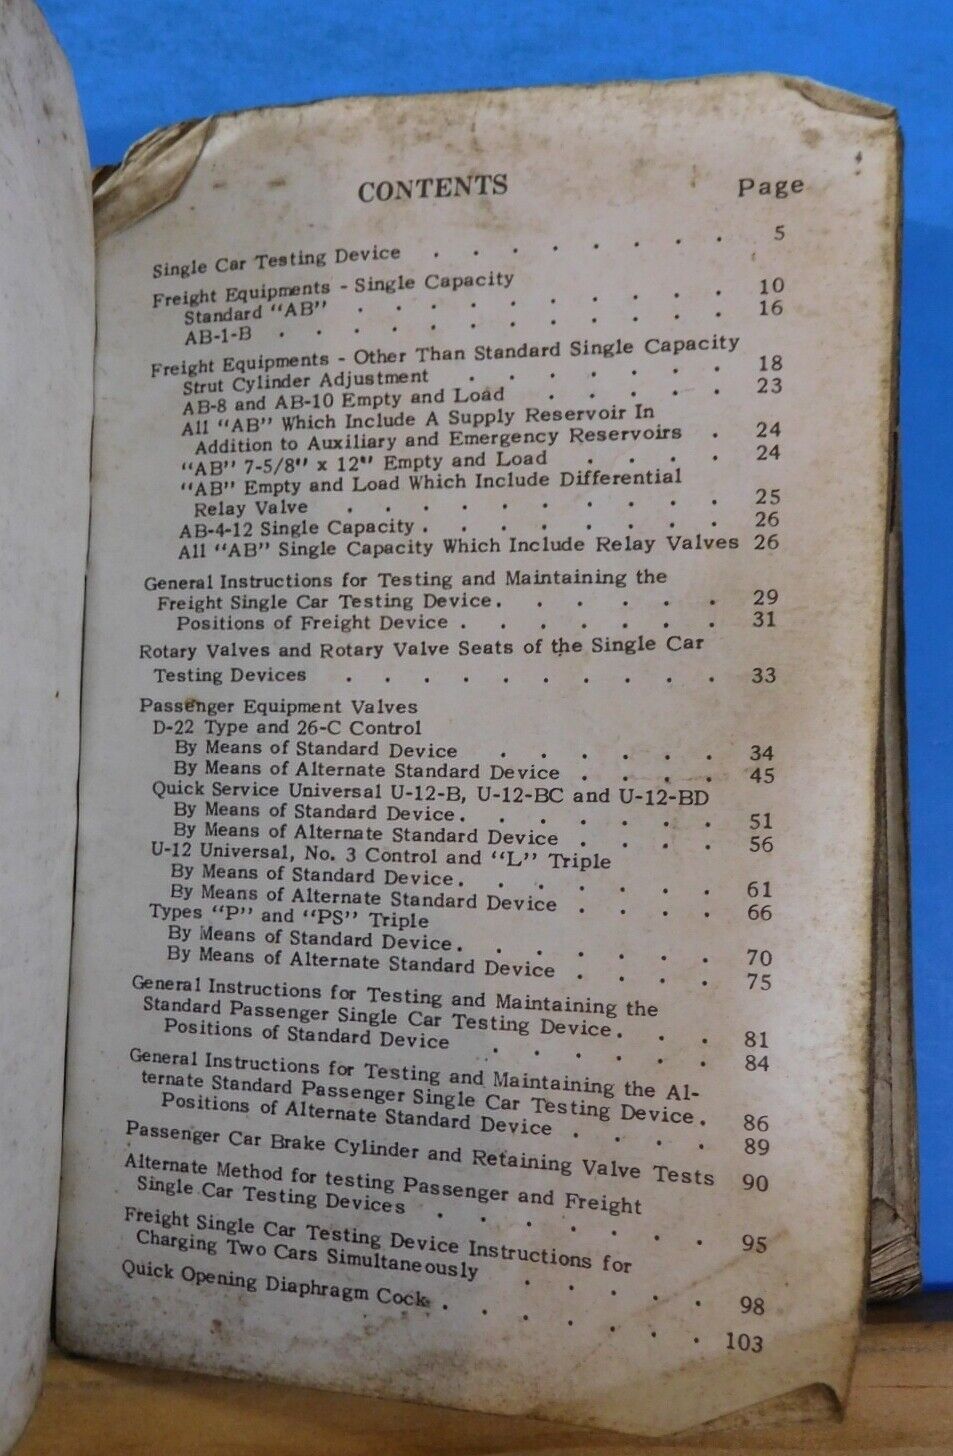 CONTENTS Page
Single Car Testing Device . . . . . . . . 5
Freight Equipments - Single Capacity
Standard "AB" . . . . . . . . . 10
AB-1-B . . . . . . . . . . . . 16
Freight Equipments - Other Than Standard Single Capacity
Strut Cylinder Adjustment . . . . . . . 18
AB-8 and AB-10 Empty and Load . . . . . 23
All "AB" Which Include A Supply Reservoir In
Addition to Auxiliary and Emergency Reservoirs . 24
"AB" 7-5/8" x 12" Empty and Load . . . . 24
"AB" Empty and Load Which Include Differential
Relay Valve . . . . . . . . . . 25
AB-4-12 Single Capacity . . . . . . . . 26
All "AB" Single Capacity Which Include Relay Valves 26
General Instructions for Testing and Maintaining the
Freight Single Car Testing Device . . . . . . 29
Positions of Freight Device . . . . . . . 31
Rotary Valves and Rotary Valve Seats of the Single Car
Testing Devices . . . . . . . . . . 33
Passenger Equipment Valves
D-22 Type and 26-C Control
By Means of Standard Device . . . . . . 34
By Means of Alternate Standard Device . . . . 45
Quick Service Universal U-12-B, U-12-BC and U-12-BD
By Means of Standard Device . . . . . . . 51
By Means of Alternate Standard Device . . . . 56
U-12 Universal, No. 3 Control and "L" Triple
By Means of Standard Device . . . . . . . 61
By Means of Alternate Standard Device . . . . 66
Types "P" and "PS" Triple
By Means of Standard Device . . . . . . . 70
By Means of Alternate Standard Device . . . . 75
General Instructions for Testing and Maintaining the
Standard Passenger Single Car Testing Device . . . 81
Positions of Standard Device . . . . . . 84
General Instructions for Testing and Maintaining the Al-
ternate Standard Passenger Single Car Testing Device . 86
Positions of Alternate Standard Device . . . . 89
Passenger Car Brake Cylinder and Retaining Valve Tests 90
Alternate Method for testing Passenger and Freight
Single Car Testing Devices . . . . . . . 95
Freight Single Car Testing Device Instructions for
Charging Two Cars Simultaneously . . . . . 98
Quick Opening Diaphragm Cock . . . . . . 103